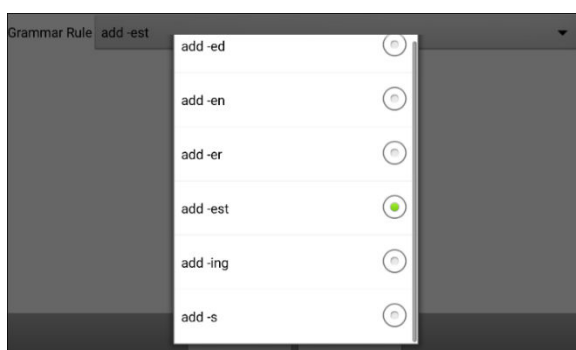 Grammar Rule add -est
add -ed
add -en
add -er
add -est
add -ing
add -s